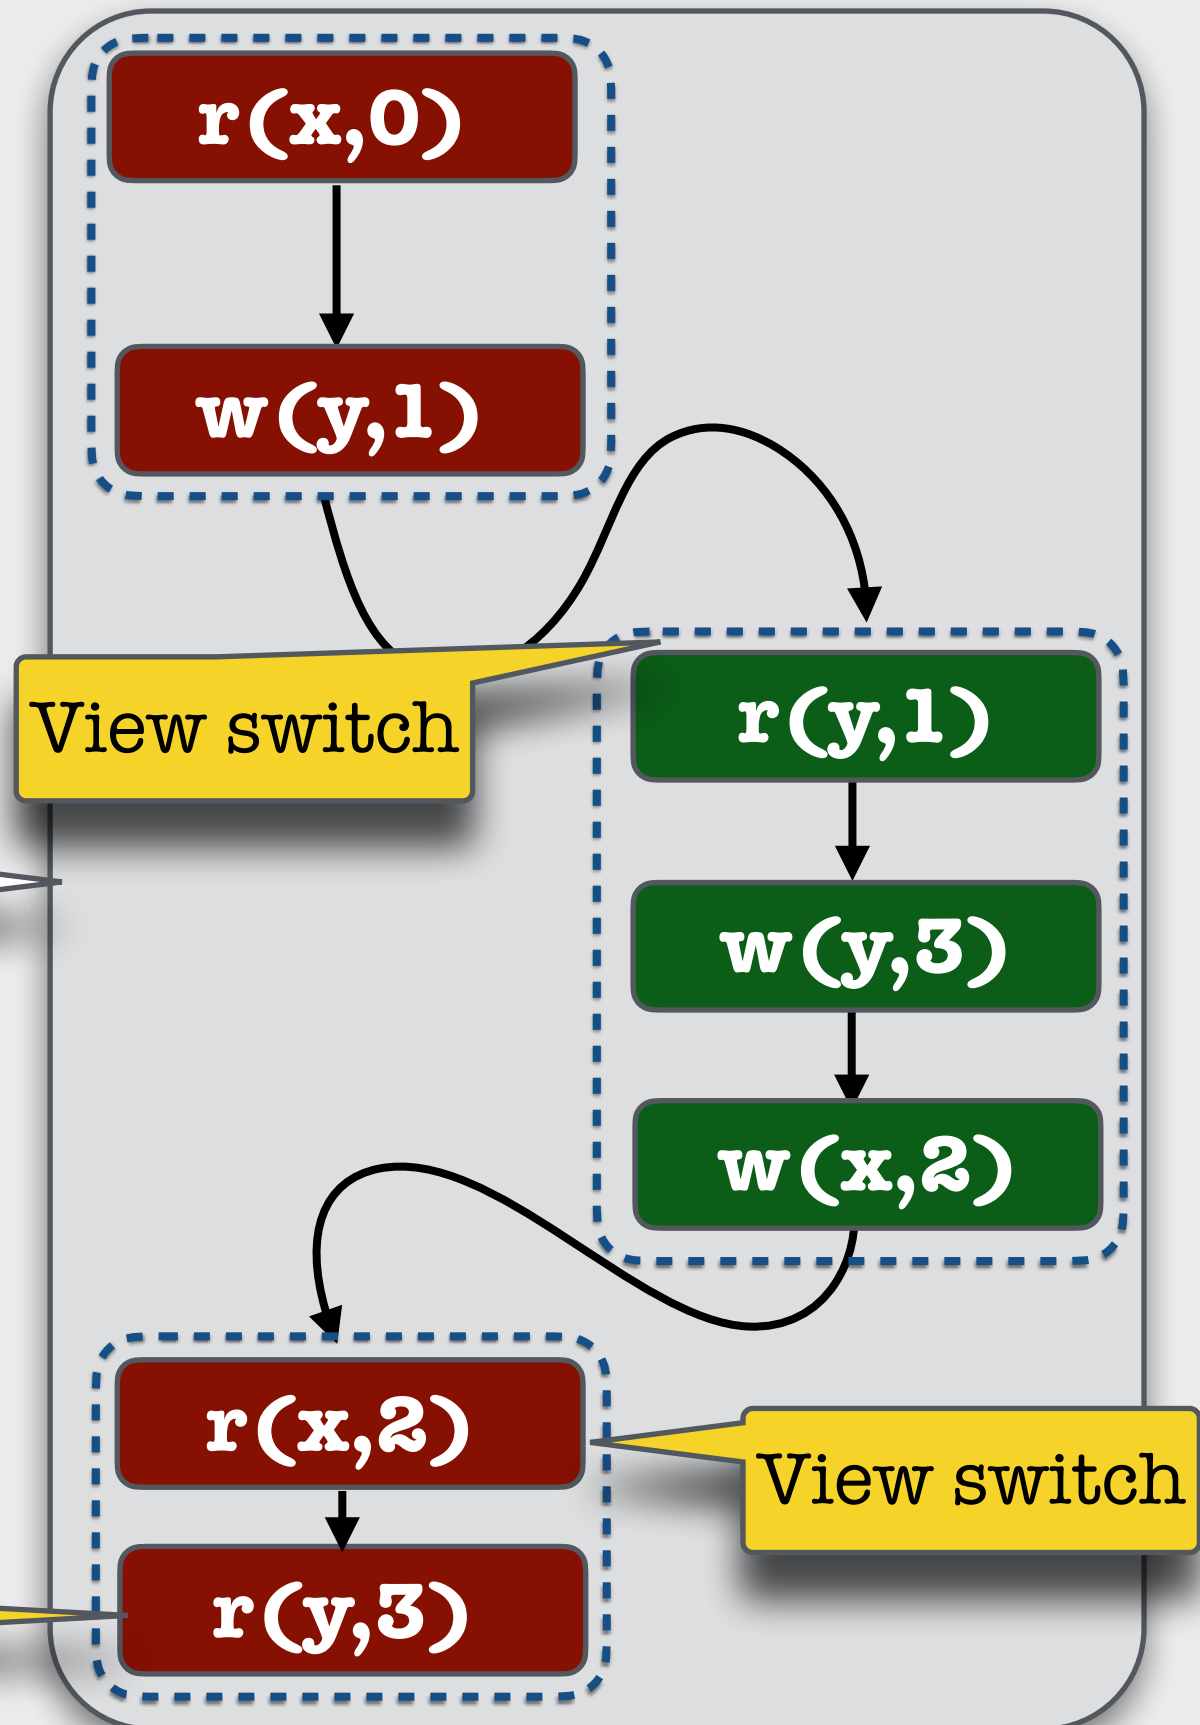 r(x,0)
w(y,1)
View switch
r(y,1)
w(y,3)
w(x,2)
r(x,2)
View switch
r(y,3)